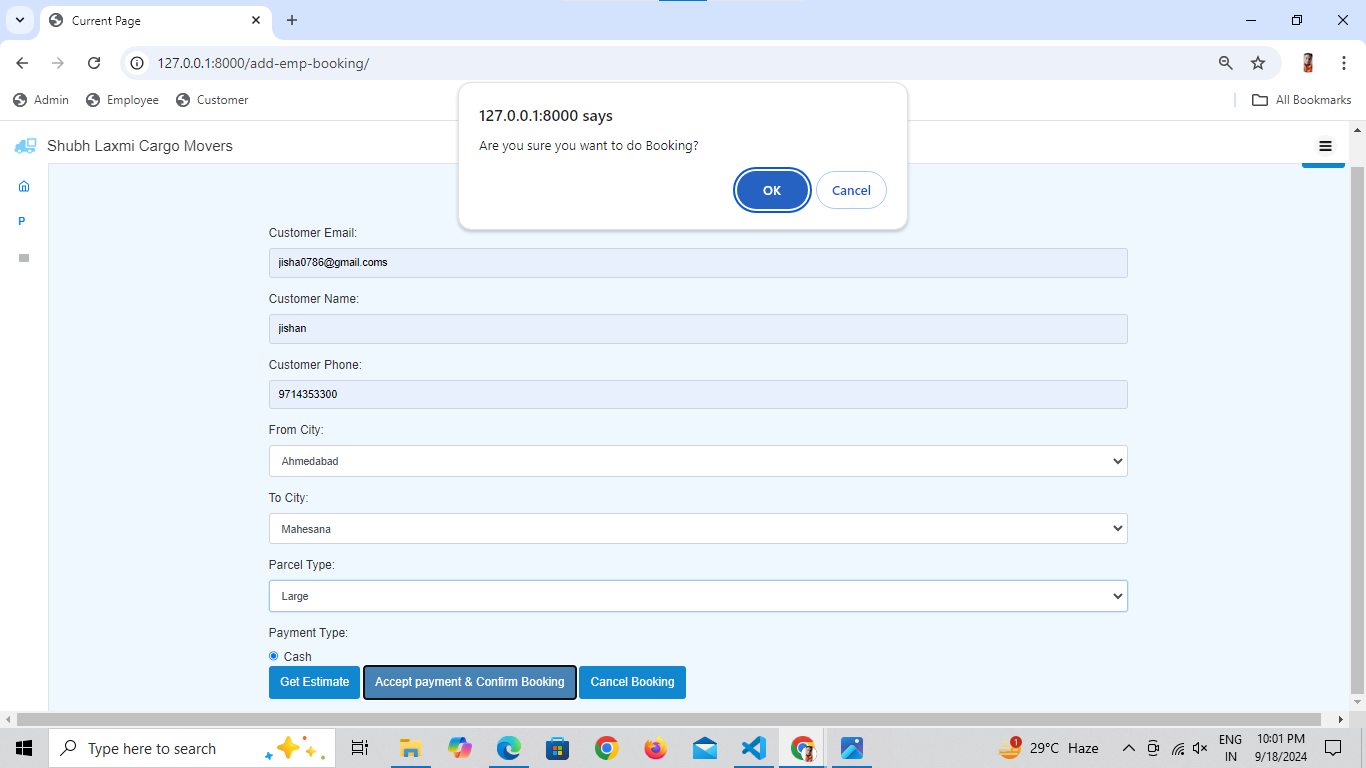 Current Page
127.0.0.1:8000/add-emp-booking/
Admin
Employee
Customer
All Bookmarks
127.0.0.1:8000 says
Are you sure you want to do Booking?
OK
Cancel
Shubh Laxmi Cargo Movers
P
Customer Email:
jisha0786@gmail.coms
Customer Name:
jishan
Customer Phone:
9714353300
From City:
Ahmedabad
To City:
Mahesana
Parcel Type:
Large
Payment Type:
Cash
Get Estimate
Accept payment & Confirm Booking
Cancel Booking
Type here to search
1
29°C Haze
ENG
IN
10:01 PM
9/18/2024